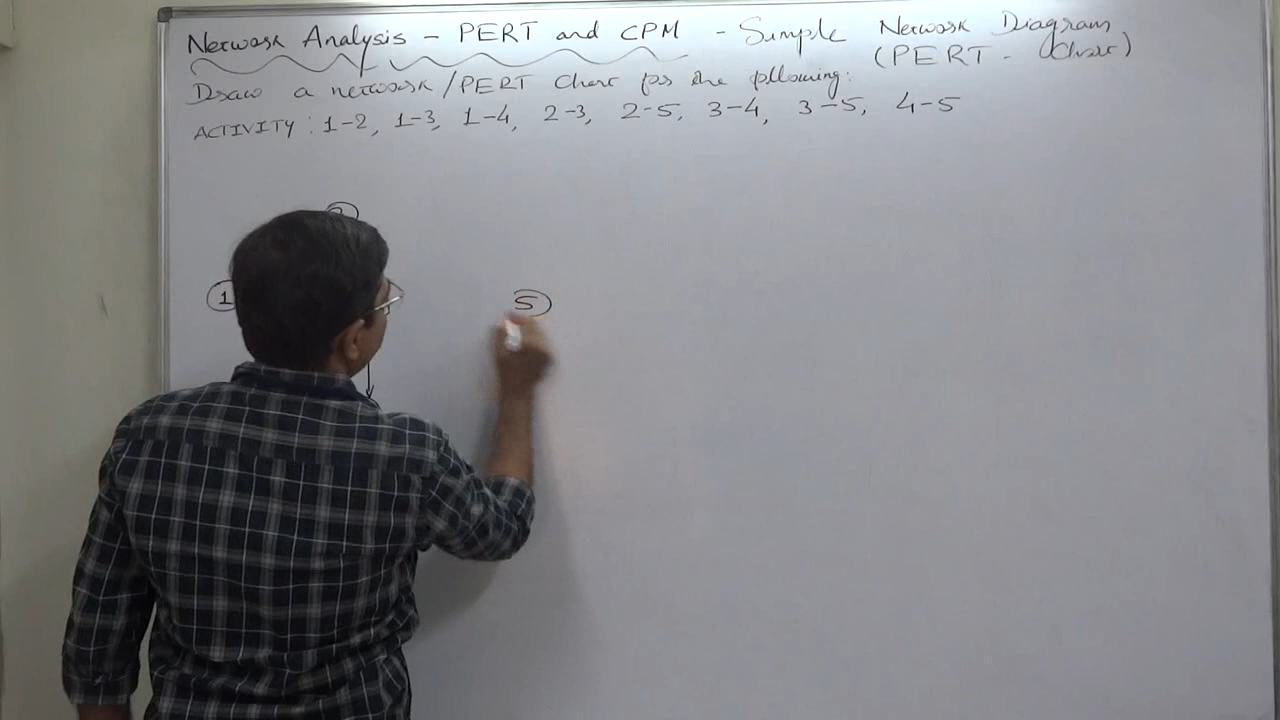 Network Analysis - PERT and CPM - Simple Network Diagram
(PERT - Chart)
Draw a network/PERT Chart for the following:
ACTIVITY: 1-2, 1-3, 1-4, 2-3, 2-5, 3-4, 3-5, 4-5
2
1
5